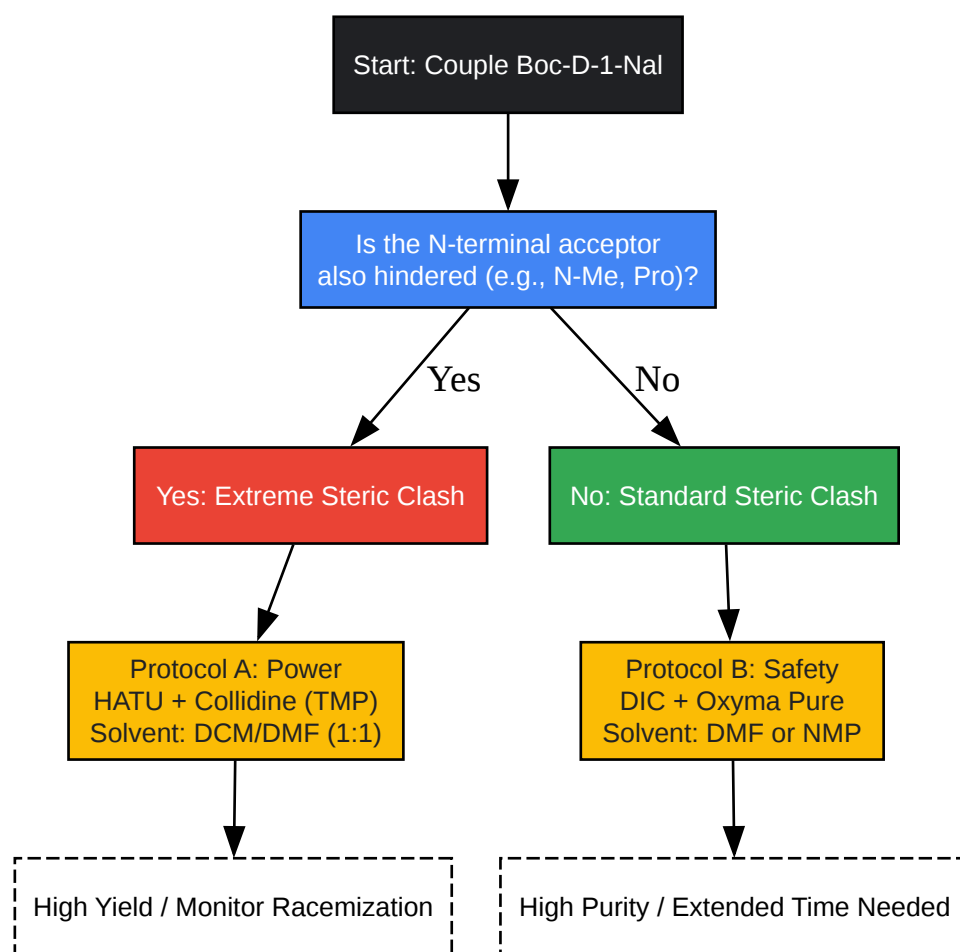 Start: Couple Boc-D-1-Nal
Is the N-terminal acceptor
also hindered (e.g., N-Me, Pro)?
Yes
No
Yes: Extreme Steric Clash
No: Standard Steric Clash
Protocol A: Power
HATU + Collidine (TMP)
Solvent: DCM/DMF (1:1)
Protocol B: Safety
DIC + Oxyma Pure
Solvent: DMF or NMP
High Yield / Monitor Racemization
High Purity / Extended Time Needed